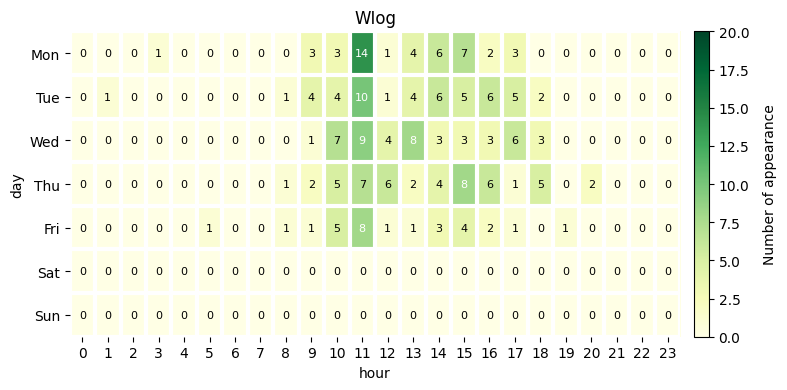 Wlog
Mon 0 0 0 1 0 0 0 0 0 3 3 14 1 4 6 7 2 3 0 0 0 0 0 0
Tue 0 1 0 0 0 0 0 0 1 4 4 10 1 4 6 5 6 5 2 0 0 0 0 0
Wed 0 0 0 0 0 0 0 0 0 1 7 9 4 8 3 3 3 6 3 0 0 0 0 0
Thu 0 0 0 0 0 0 0 0 1 2 5 7 6 2 4 8 6 1 5 0 2 0 0 0
Fri 0 0 0 0 0 1 0 0 1 1 5 8 1 1 3 4 2 1 0 1 0 0 0 0
Sat 0 0 0 0 0 0 0 0 0 0 0 0 0 0 0 0 0 0 0 0 0 0 0 0
Sun 0 0 0 0 0 0 0 0 0 0 0 0 0 0 0 0 0 0 0 0 0 0 0 0
0 1 2 3 4 5 6 7 8 9 10 11 12 13 14 15 16 17 18 19 20 21 22 23
hour
day
20.0
17.5
15.0
12.5
10.0
7.5
5.0
2.5
0.0
Number of appearance